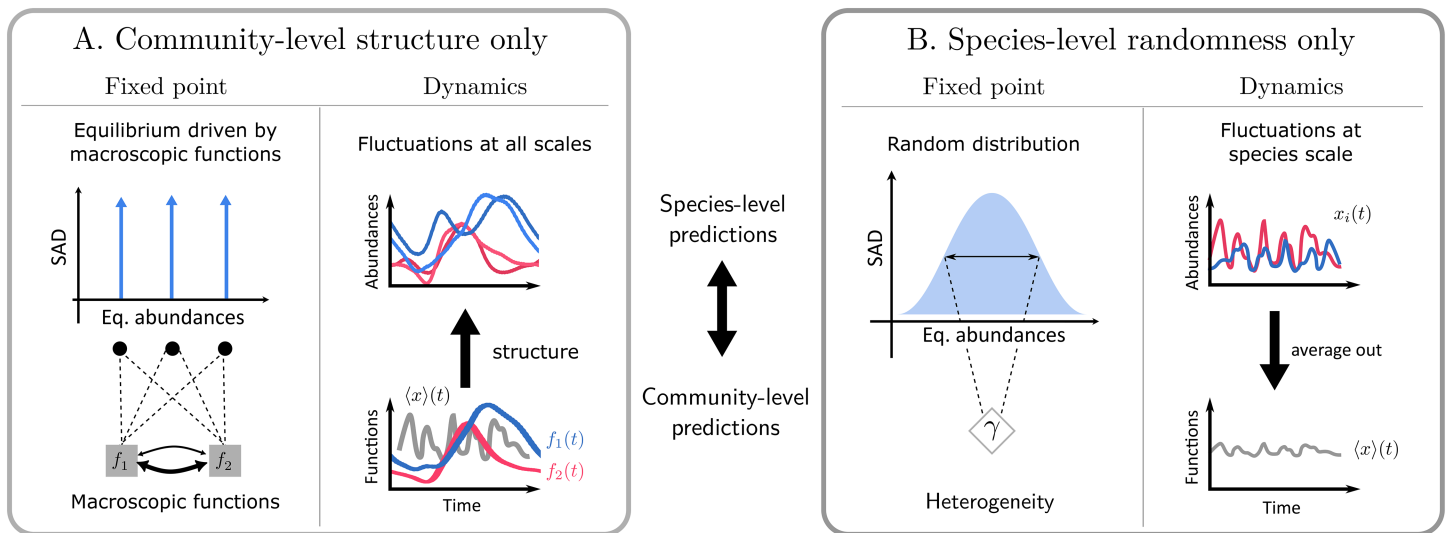 A. Community-level structure only
Fixed point
Dynamics
Equilibrium driven by
macroscopic functions
SAD
Eq. abundances
f₁
f₂
Macroscopic functions
Fluctuations at all scales
Abundances
structure
⟨x⟩(t)
Functions
f₁(t)
f₂(t)
Time
Species-level
predictions
Community-level
predictions
B. Species-level randomness only
Fixed point
Dynamics
Random distribution
SAD
Eq. abundances
γ
Heterogeneity
Fluctuations at
species scale
Abundances
xᵢ(t)
average out
Functions
⟨x⟩(t)
Time